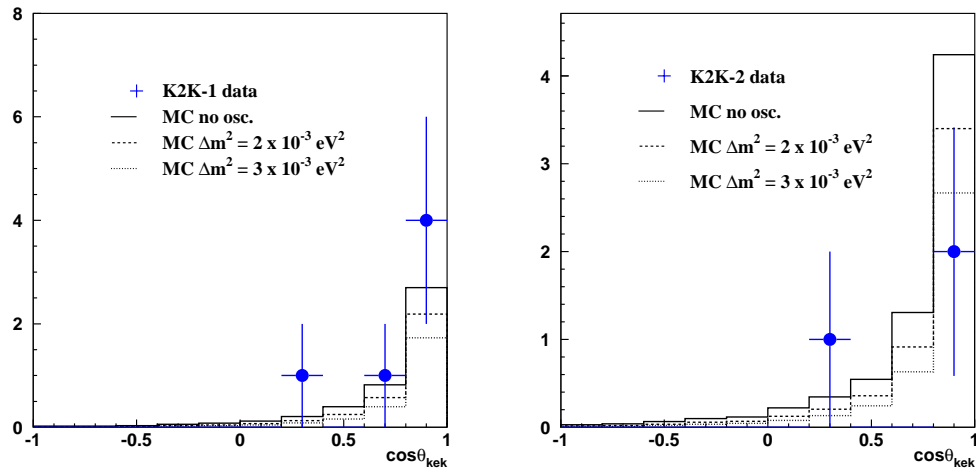 8
6
4
2
0
-1
-0.5
0
0.5
1
cosθkek
K2K-1 data
MC no osc.
MC Δm² = 2 x 10⁻³ eV²
MC Δm² = 3 x 10⁻³ eV²
4
3
2
1
0
-1
-0.5
0
0.5
1
cosθkek
K2K-2 data
MC no osc.
MC Δm² = 2 x 10⁻³ eV²
MC Δm² = 3 x 10⁻³ eV²